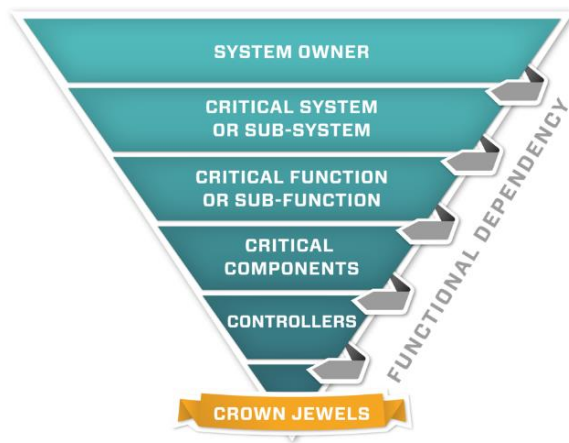 SYSTEM OWNER
CRITICAL SYSTEM
OR SUB-SYSTEM
CRITICAL FUNCTION
OR SUB-FUNCTION
CRITICAL
COMPONENTS
CONTROLLERS
CROWN JEWELS
FUNCTIONAL DEPENDENCY